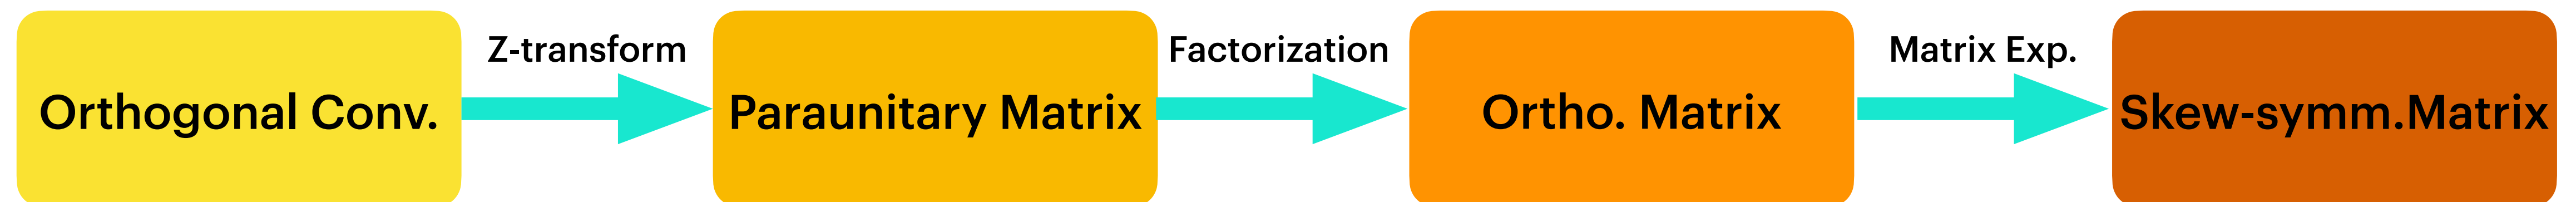 Orthogonal Conv.
Z-transform
Paraunitary Matrix
Factorization
Ortho. Matrix
Matrix Exp.
Skew-symm.Matrix